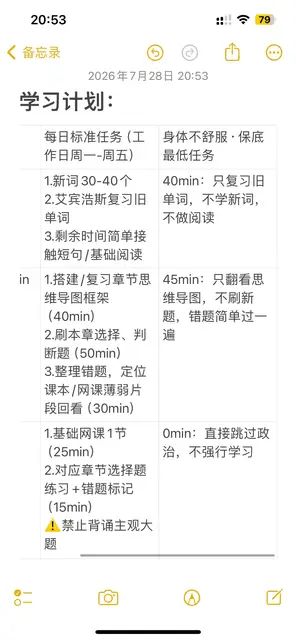 20:53
79
备忘录
2026年7月28日 20:53
学习计划：
每日标准任务（工
作日周一-周五）
身体不舒服·保底
最低任务
1.新词30-40个
2.艾宾浩斯复习旧
单词
3.剩余时间简单接
触短句/基础阅读
40min：只复习旧
单词，不学新词，
不做阅读
in
1.搭建/复习章节思
维导图框架
（40min）
2.刷本章选择、判
断题（50min）
3.整理错题，定位
课本/网课薄弱片
段回看（30min）
45min：只翻看思
维导图，不刷新
题，错题简单过一
遍
1.基础网课1节
（25min）
2.对应章节选择题
练习+错题标记
（15min）
⚠️禁止背诵主观大
题
0min：直接跳过政
治，不强行学习